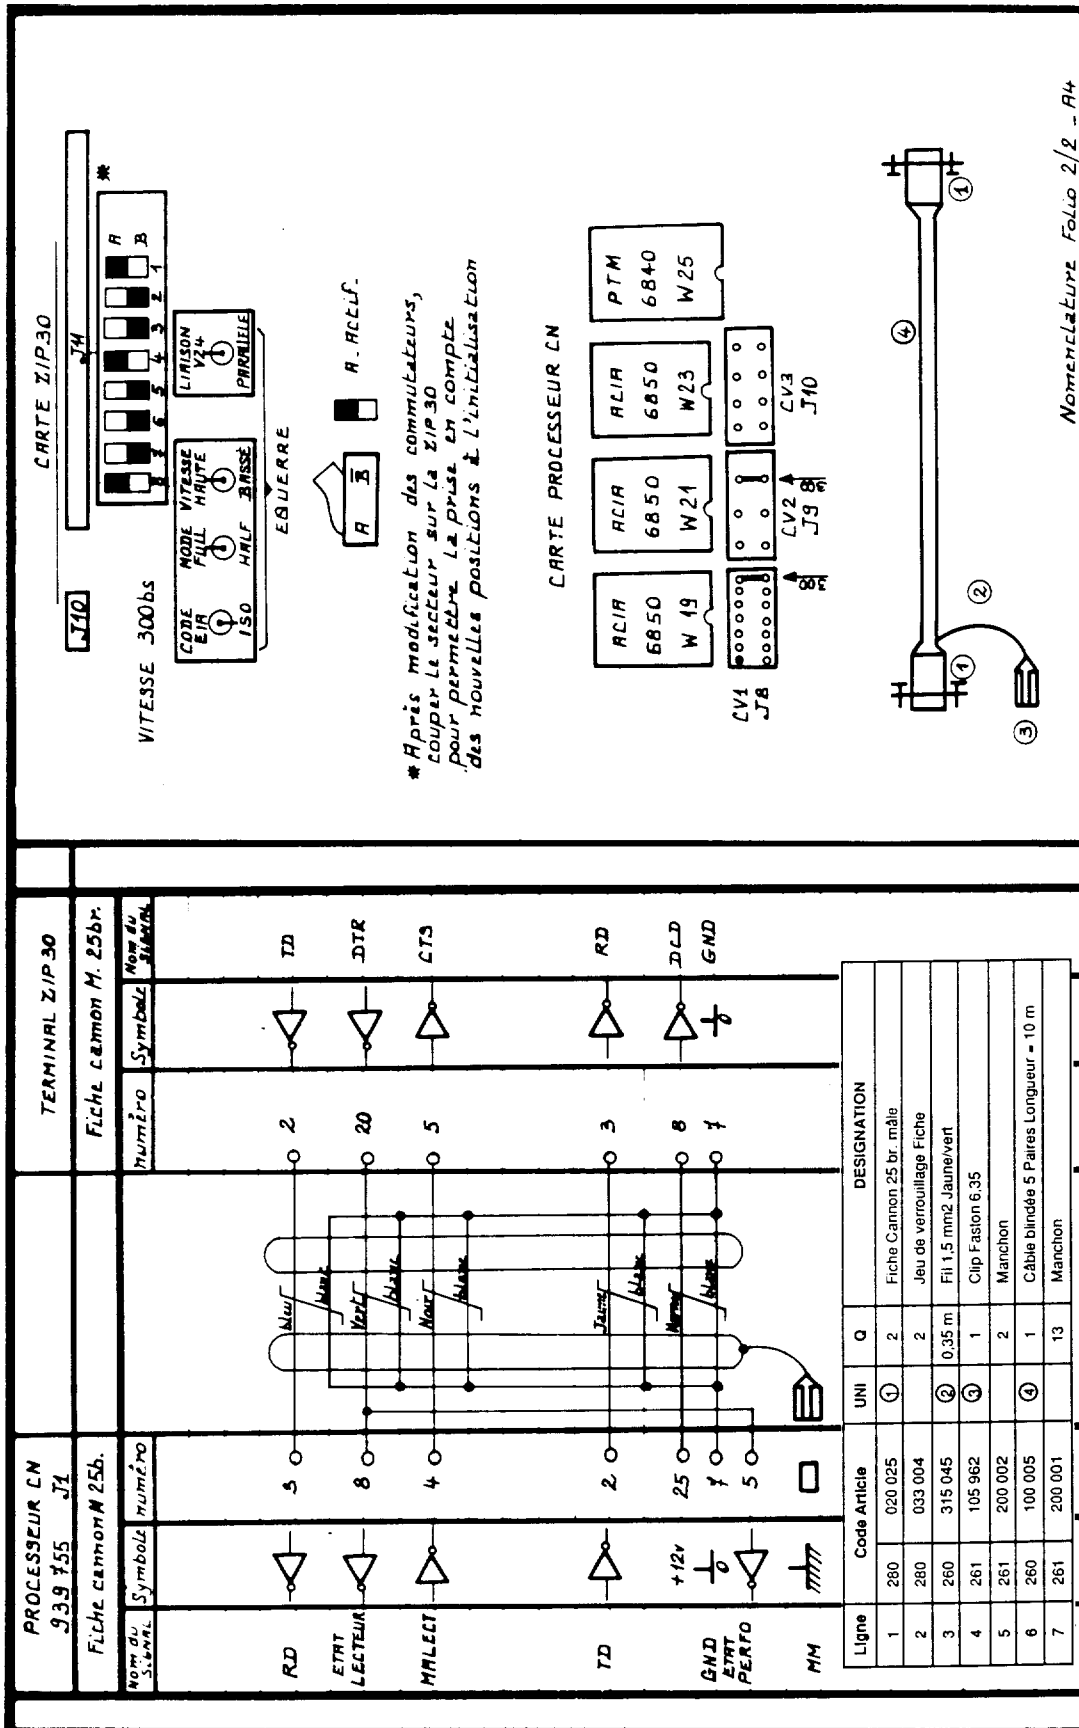 PROCESSEUR CN
939 755 J1
TERMINAL ZIP30
Fiche cannon M 25b.
Fiche cannon M. 25br.
Nom du Signal
Symbole
numéro
numéro
Symbole
Nom du Signal
RD
3
bleu
blanc
2
TD
ETAT LECTEUR
8
Vert
blanc
20
DTR
MALECT
4
Noir
blanc
5
CTS
TD
2
Jaune
blanc
3
RD
+12v
25
blanc
8
DCD
GND
7
7
GND
ETAT PERFO
5
MM
Ligne Code Article UNI Q DESIGNATION
1 280 020 025 ① 2 Fiche Cannon 25 br. mâle
2 280 033 004 2 Jeu de verrouillage Fiche
3 260 315 045 ② 0,35 m Fil 1,5 mm2 Jaune/vert
4 261 105 962 ③ 1 Clip Faston 6,35
5 261 200 002 2 Manchon
6 260 100 005 ④ 1 Câble blindée 5 Paires Longueur = 10 m
7 261 200 001 13 Manchon
CARTE ZIP30
J10
J11
*
A
B
8 7 6 5 4 3 2 1
VITESSE 300bs
CODE EIA
ISO
MODE FULL
HALF
VITESSE HAUTE
BASSE
LIAISON V24
PARALLELE
EQUERRE
A B
A - Actif.
* Après modification des commutateurs,
couper le secteur sur la ZIP 30
pour permettre la prise en compte
des nouvelles positions à l'initialisation
CARTE PROCESSEUR CN
ACIA 6850 W 19
ACIA 6850 W21
ACIA 6850 W23
PTM 6840 W25
CV1 J8
CV2 J9
CV3 J10
①
②
③
④
①
Nomenclature Folio 2/2 - A4